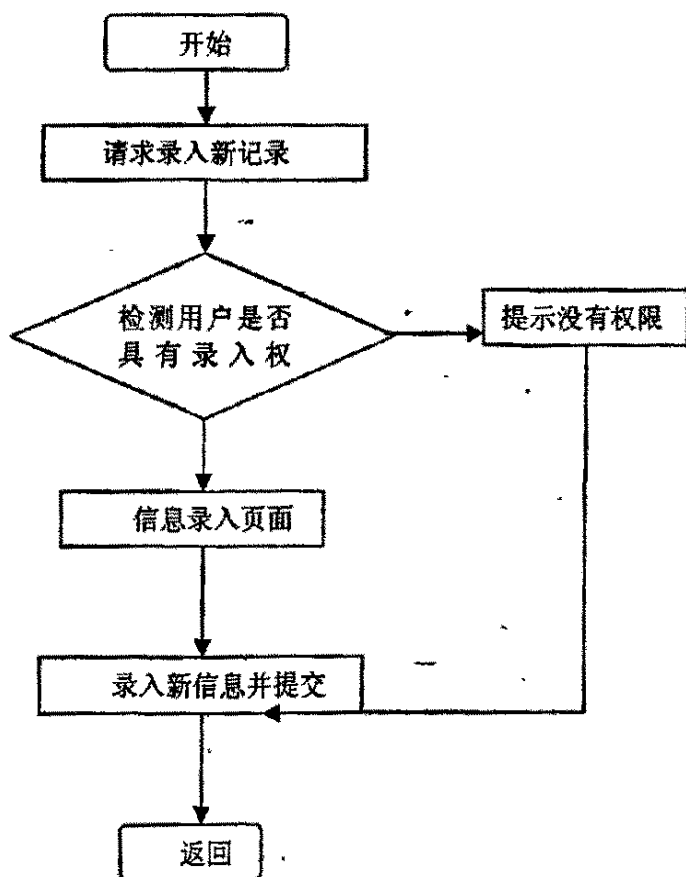 开始
请求录入新记录
检测用户是否
具有录入权
提示没有权限
信息录入页面
录入新信息并提交
返回